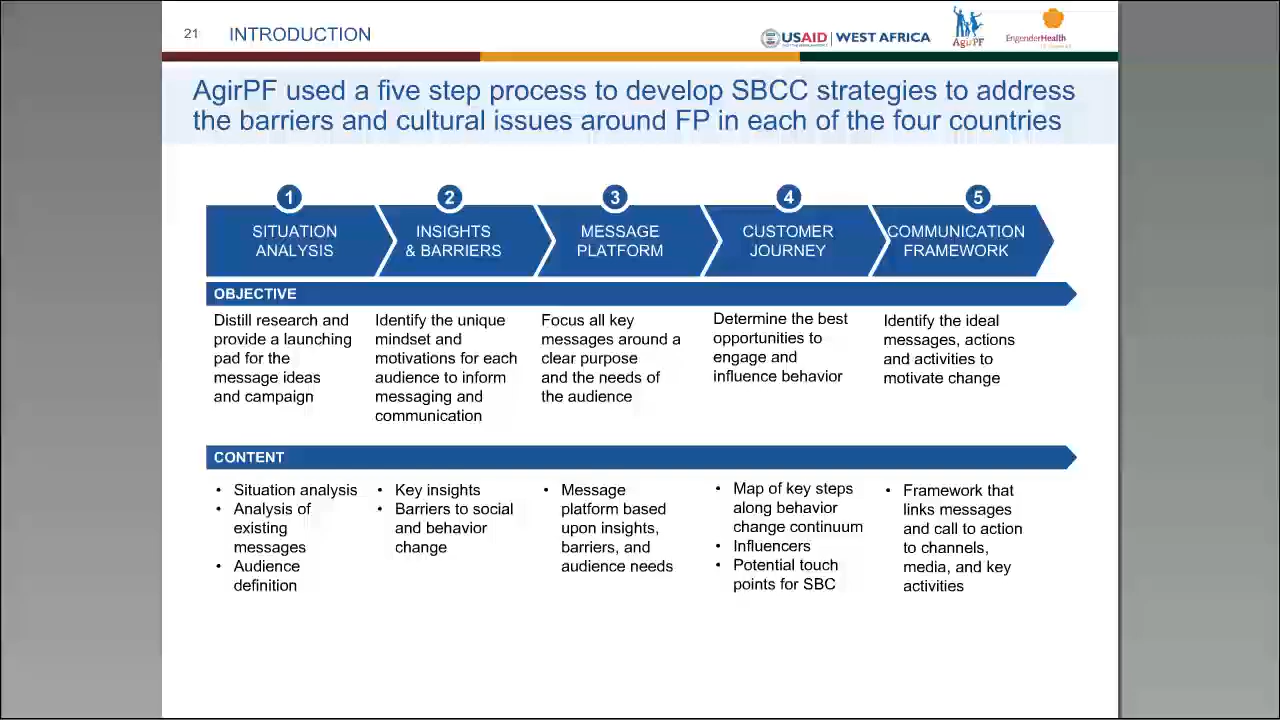 21 INTRODUCTION
USAID | WEST AFRICA
AgirPF
EngenderHealth
AgirPF used a five step process to develop SBCC strategies to address
the barriers and cultural issues around FP in each of the four countries
1
SITUATION
ANALYSIS
2
INSIGHTS
& BARRIERS
3
MESSAGE
PLATFORM
4
CUSTOMER
JOURNEY
5
COMMUNICATION
FRAMEWORK
OBJECTIVE
Distill research and
provide a launching
pad for the
message ideas
and campaign
Identify the unique
mindset and
motivations for each
audience to inform
messaging and
communication
Focus all key
messages around a
clear purpose
and the needs of
the audience
Determine the best
opportunities to
engage and
influence behavior
Identify the ideal
messages, actions
and activities to
motivate change
CONTENT
• Situation analysis
• Analysis of
existing
messages
• Audience
definition
• Key insights
• Barriers to social
and behavior
change
• Message
platform based
upon insights,
barriers, and
audience needs
• Map of key steps
along behavior
change continuum
• Influencers
• Potential touch
points for SBC
• Framework that
links messages
and call to action
to channels,
media, and key
activities